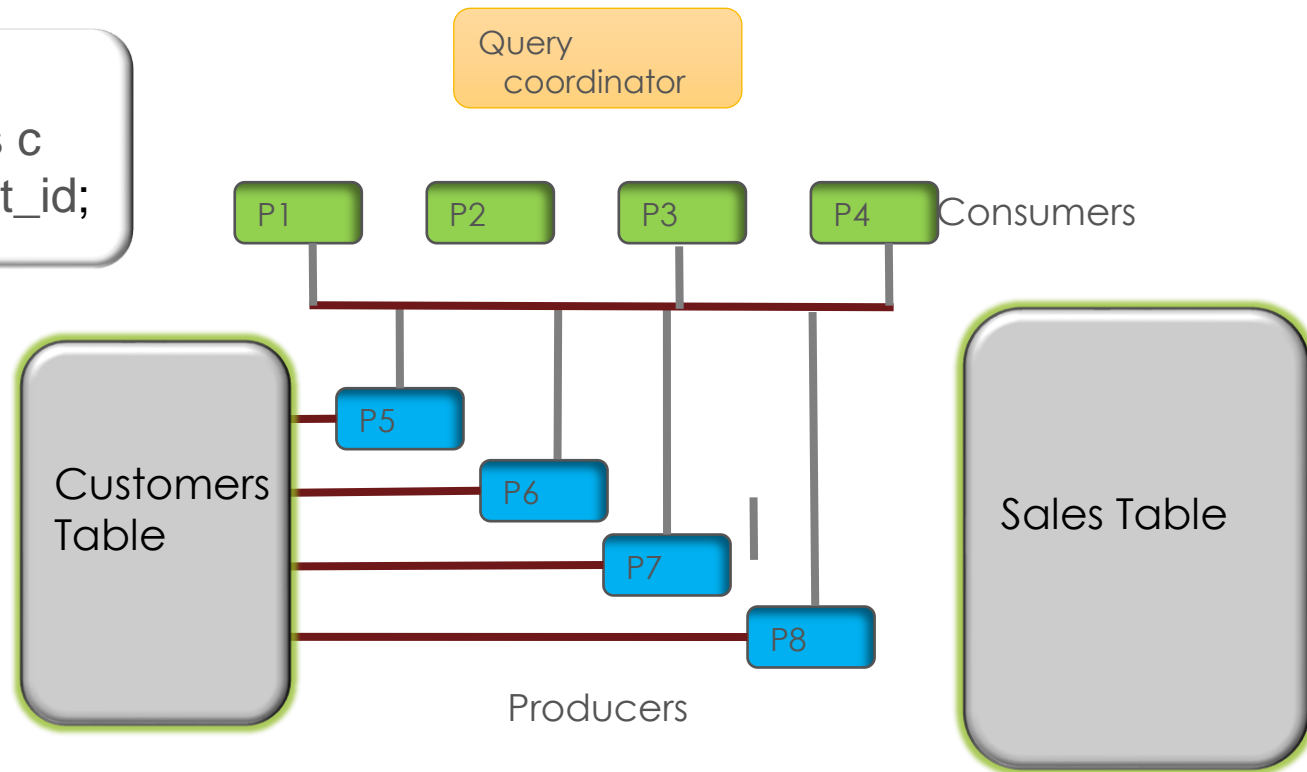 Query
coordinator
s c
t_id;
P1
P2
P3
P4
Consumers
P5
Customers
Table
P6
Sales Table
P7
P8
Producers